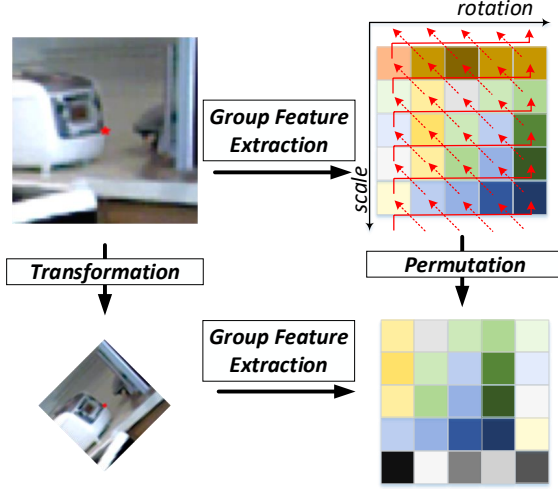 rotation
Group Feature
Extraction
scale
Transformation
Permutation
Group Feature
Extraction